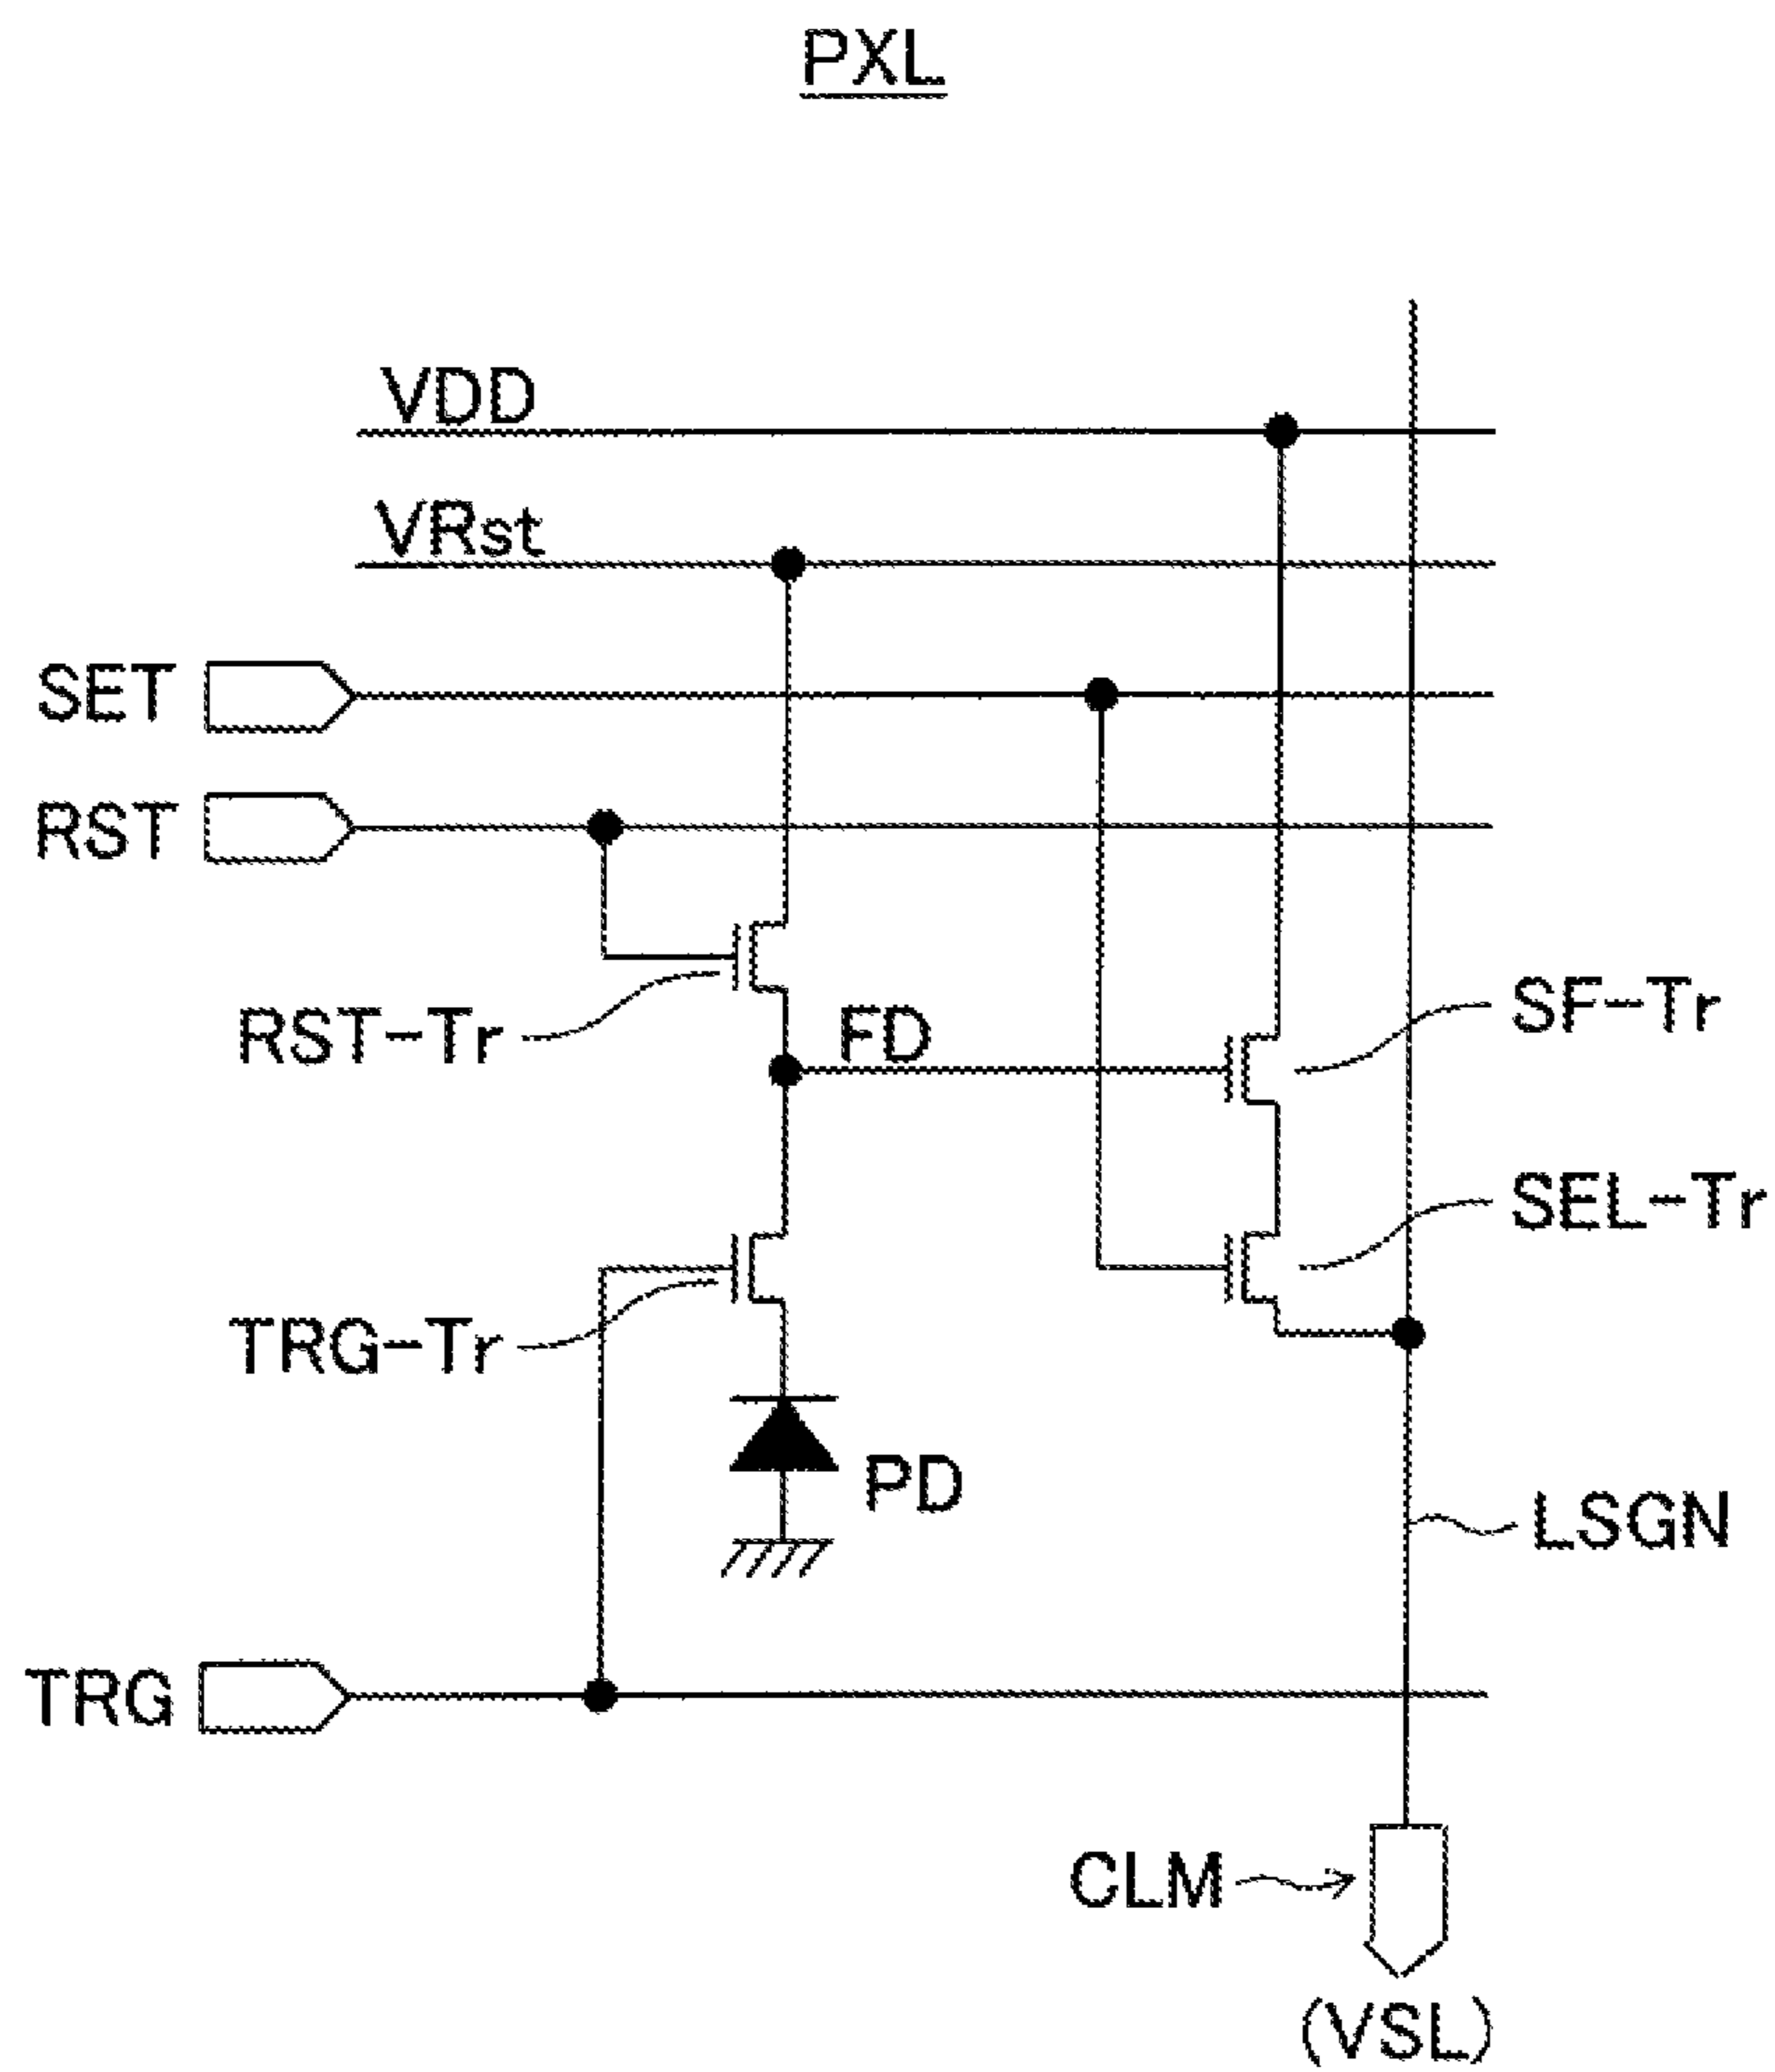 PXL
VDD
VRst
SET
RST
RST-Tr
FD
SF-Tr
SEL-Tr
TRG-Tr
PD
LSGN
TRG
CLM
(VSL)